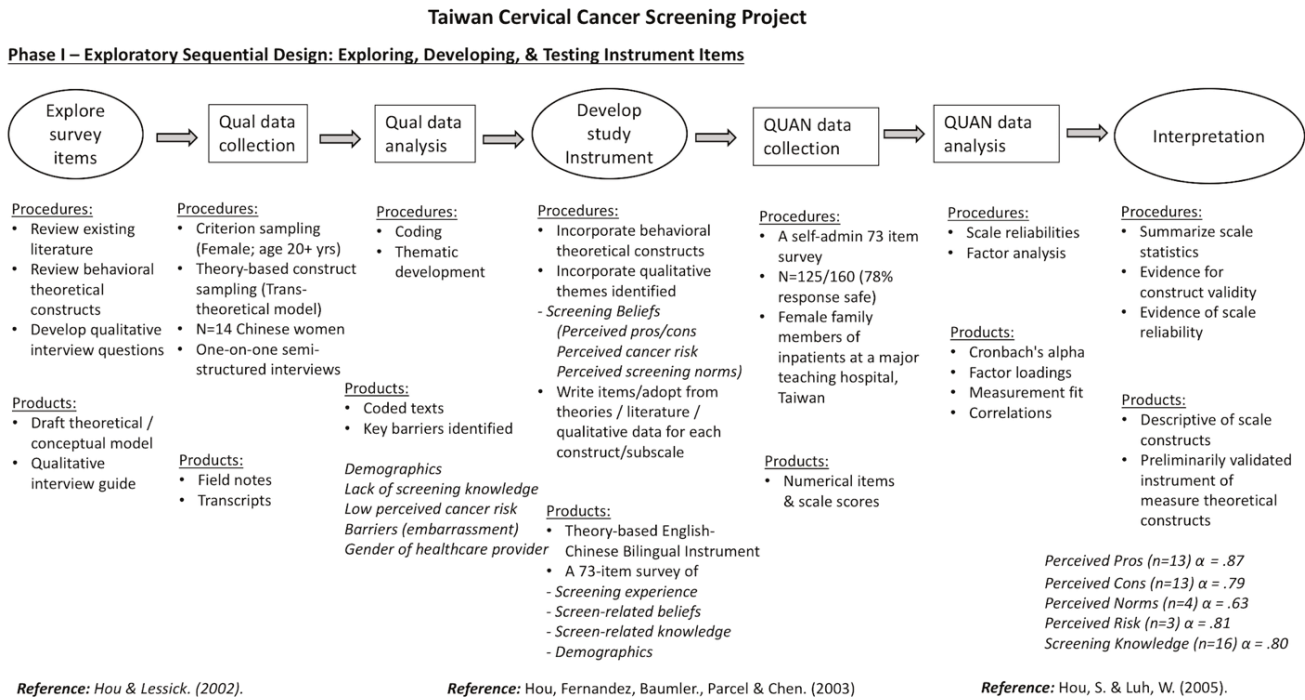 Taiwan Cervical Cancer Screening Project
Phase I – Exploratory Sequential Design: Exploring, Developing, & Testing Instrument Items
Explore
survey
items
Qual data
collection
Qual data
analysis
Develop
study
Instrument
QUAN data
collection
QUAN data
analysis
Interpretation
Procedures:
• Review existing
literature
• Review behavioral
theoretical
constructs
• Develop qualitative
interview questions
Products:
• Draft theoretical /
conceptual model
• Qualitative
interview guide
Procedures:
• Criterion sampling
(Female; age 20+ yrs)
• Theory-based construct
sampling (Trans-
theoretical model)
• N=14 Chinese women
• One-on-one semi-
structured interviews
Products:
• Field notes
• Transcripts
Procedures:
• Coding
• Thematic
development
Products:
• Coded texts
• Key barriers identified
Demographics
Lack of screening knowledge
Low perceived cancer risk
Barriers (embarrassment)
Gender of healthcare provider
Procedures:
• Incorporate behavioral
theoretical constructs
• Incorporate qualitative
themes identified
- Screening Beliefs
(Perceived pros/cons
Perceived cancer risk
Perceived screening norms)
• Write items/adopt from
theories / literature /
qualitative data for each
construct/subscale
Products:
• Theory-based English-
Chinese Bilingual Instrument
• A 73-item survey of
- Screening experience
- Screen-related beliefs
- Screen-related knowledge
- Demographics
Procedures:
• A self-admin 73 item
survey
• N=125/160 (78%
response safe)
• Female family
members of
inpatients at a major
teaching hospital,
Taiwan
Products:
• Numerical items
& scale scores
Procedures:
• Scale reliabilities
• Factor analysis
Products:
• Cronbach's alpha
• Factor loadings
• Measurement fit
• Correlations
Procedures:
• Summarize scale
statistics
• Evidence for
construct validity
• Evidence of scale
reliability
Products:
• Descriptive of scale
constructs
• Preliminarily validated
instrument of
measure theoretical
constructs
Perceived Pros (n=13) α = .87
Perceived Cons (n=13) α = .79
Perceived Norms (n=4) α = .63
Perceived Risk (n=3) α = .81
Screening Knowledge (n=16) α = .80
Reference: Hou & Lessick. (2002).
Reference: Hou, Fernandez, Baumler., Parcel & Chen. (2003)
Reference: Hou, S. & Luh, W. (2005).